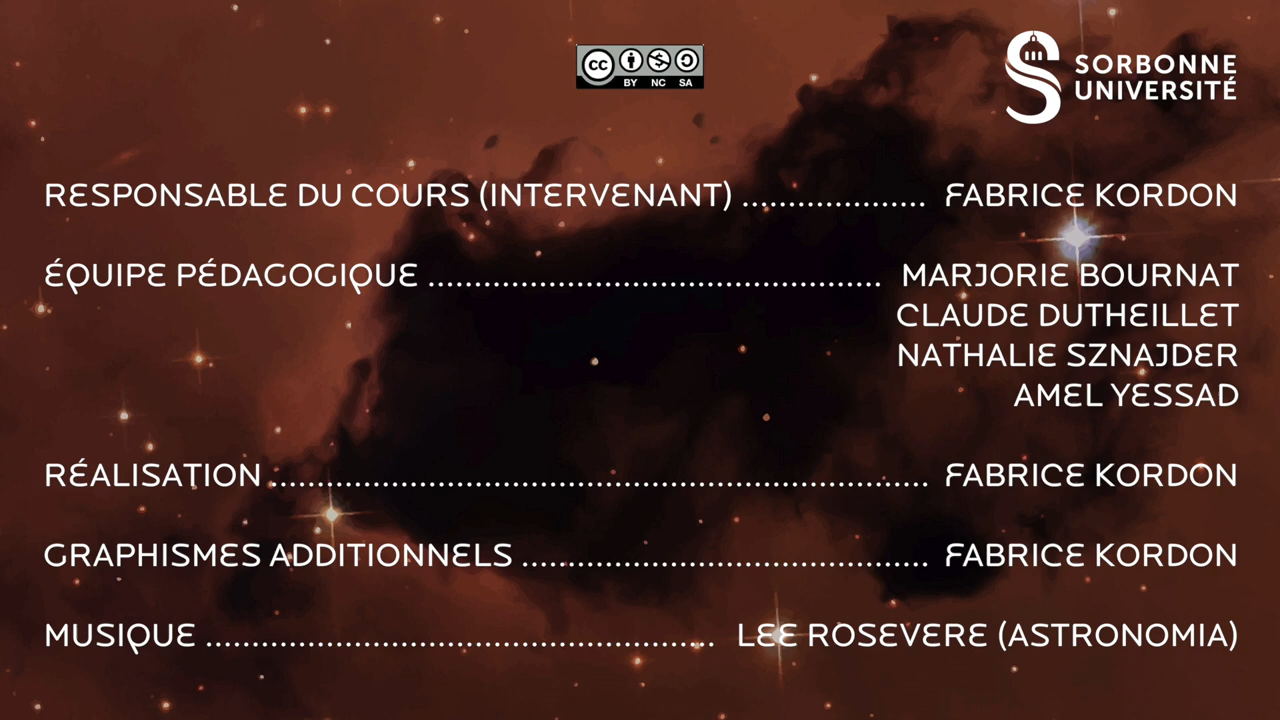 CC BY NC SA
SORBONNE
UNIVERSITÉ
RESPONSABLE DU COURS (INTERVENANT) ................... FABRICE KORDON
ÉQUIPE PÉDAGOGIQUE ................................................ MARJORIE BOURNAT
CLAUDE DUTHEILLET
NATHALIE SZNAJDER
AMEL YESSAD
RÉALISATION ...................................................................... FABRICE KORDON
GRAPHISMES ADDITIONNELS ........................................... FABRICE KORDON
MUSIQUE ...................................................... LEE ROSEVERE (ASTRONOMIA)